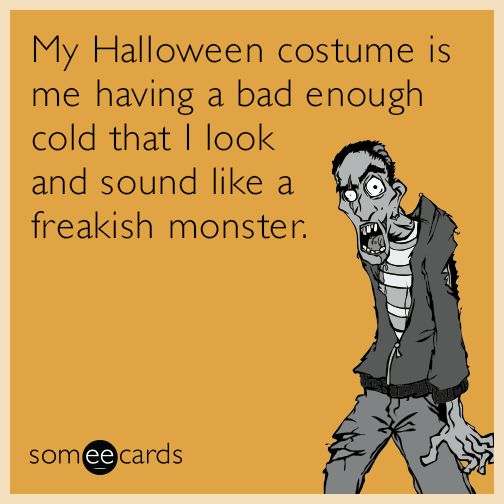 My Halloween costume is
me having a bad enough
cold that I look
and sound like a
freakish monster.
someecards